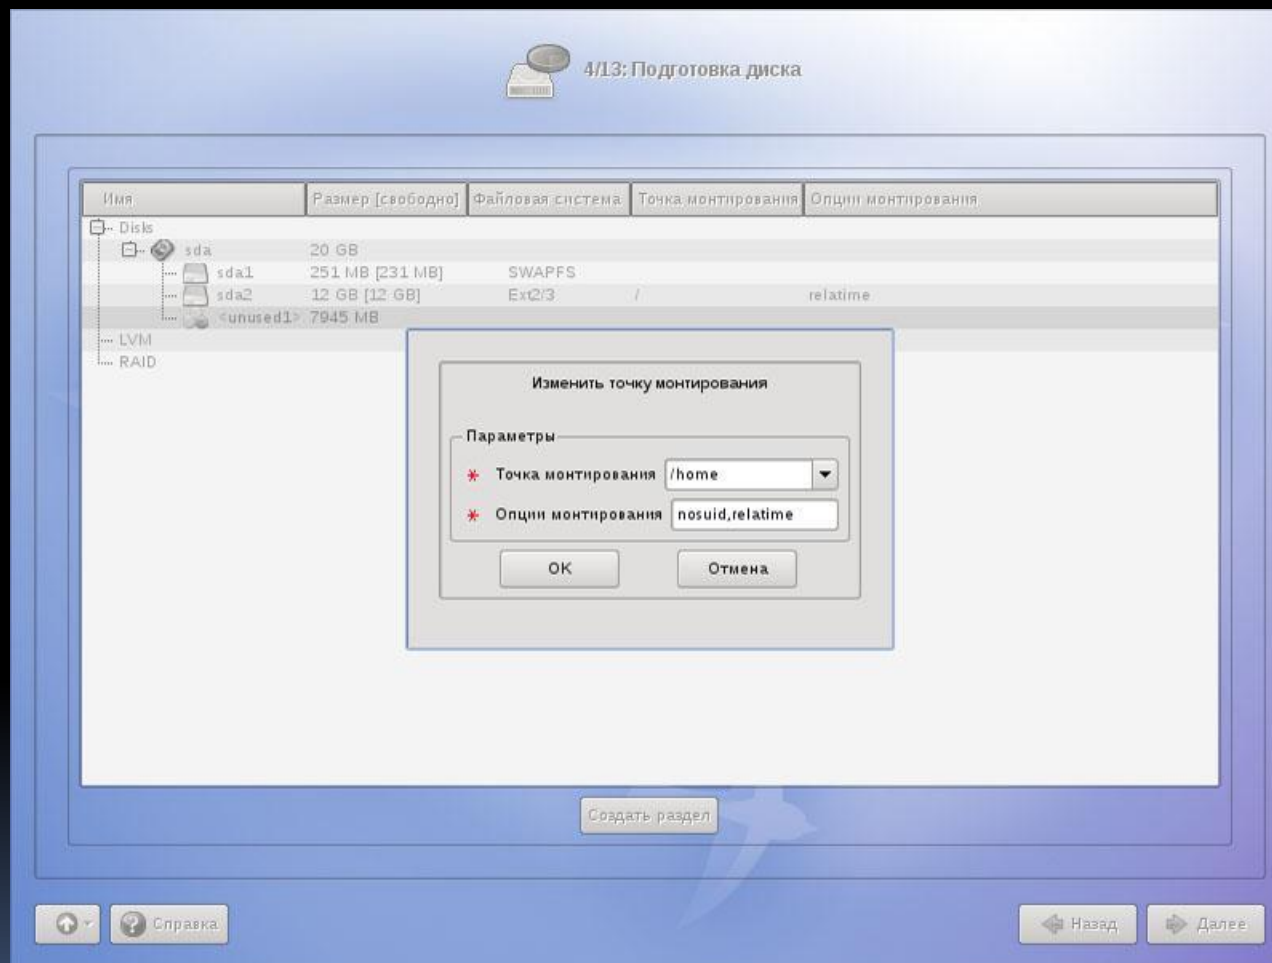 4/13: Подготовка диска
Имя Размер [свободно] Файловая система Точка монтирования Опции монтирования
Disks
sda 20 GB
sda1 251 MB [231 MB] SWAPFS
sda2 12 GB [12 GB] Ext2/3 / relatime
<unused1> 7945 MB
LVM
RAID
Изменить точку монтирования
Параметры
* Точка монтирования /home
* Опции монтирования nosuid,relatime
OK Отмена
Создать раздел
Справка Назад Далее